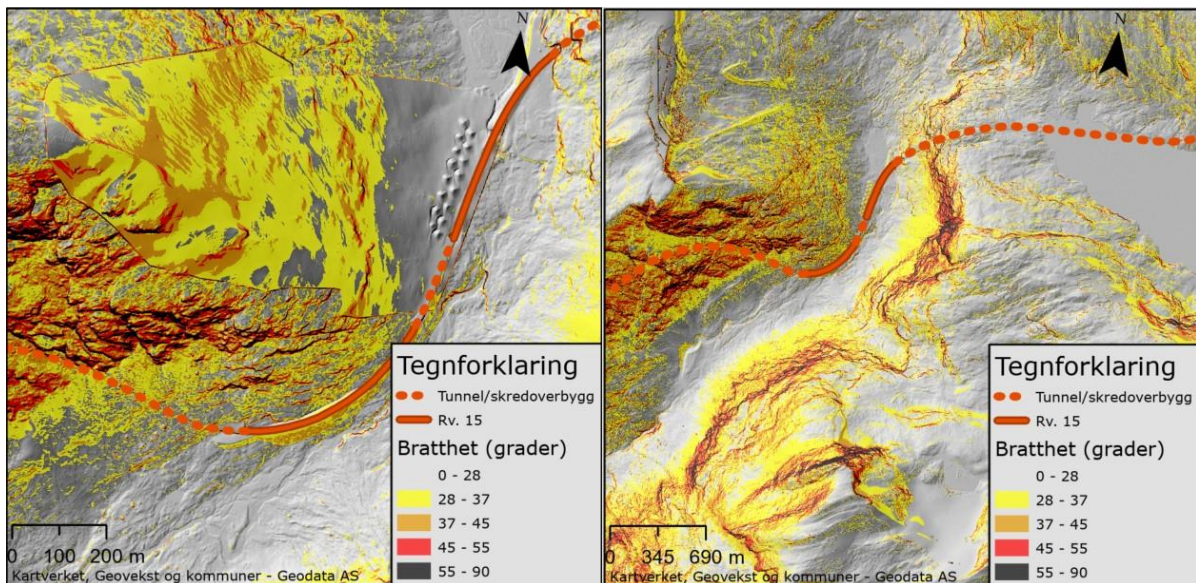 N
Tegnforklaring
Tunnel/skredoverbygg
Rv. 15
Bratthet (grader)
0 - 28
28 - 37
37 - 45
45 - 55
55 - 90
0 100 200 m
Kartverket, Geovekst og kommuner - Geodata AS
N
Tegnforklaring
Tunnel/skredoverbygg
Rv. 15
Bratthet (grader)
0 - 28
28 - 37
37 - 45
45 - 55
55 - 90
0 345 690 m
Kartverket, Geovekst og kommuner - Geodata AS